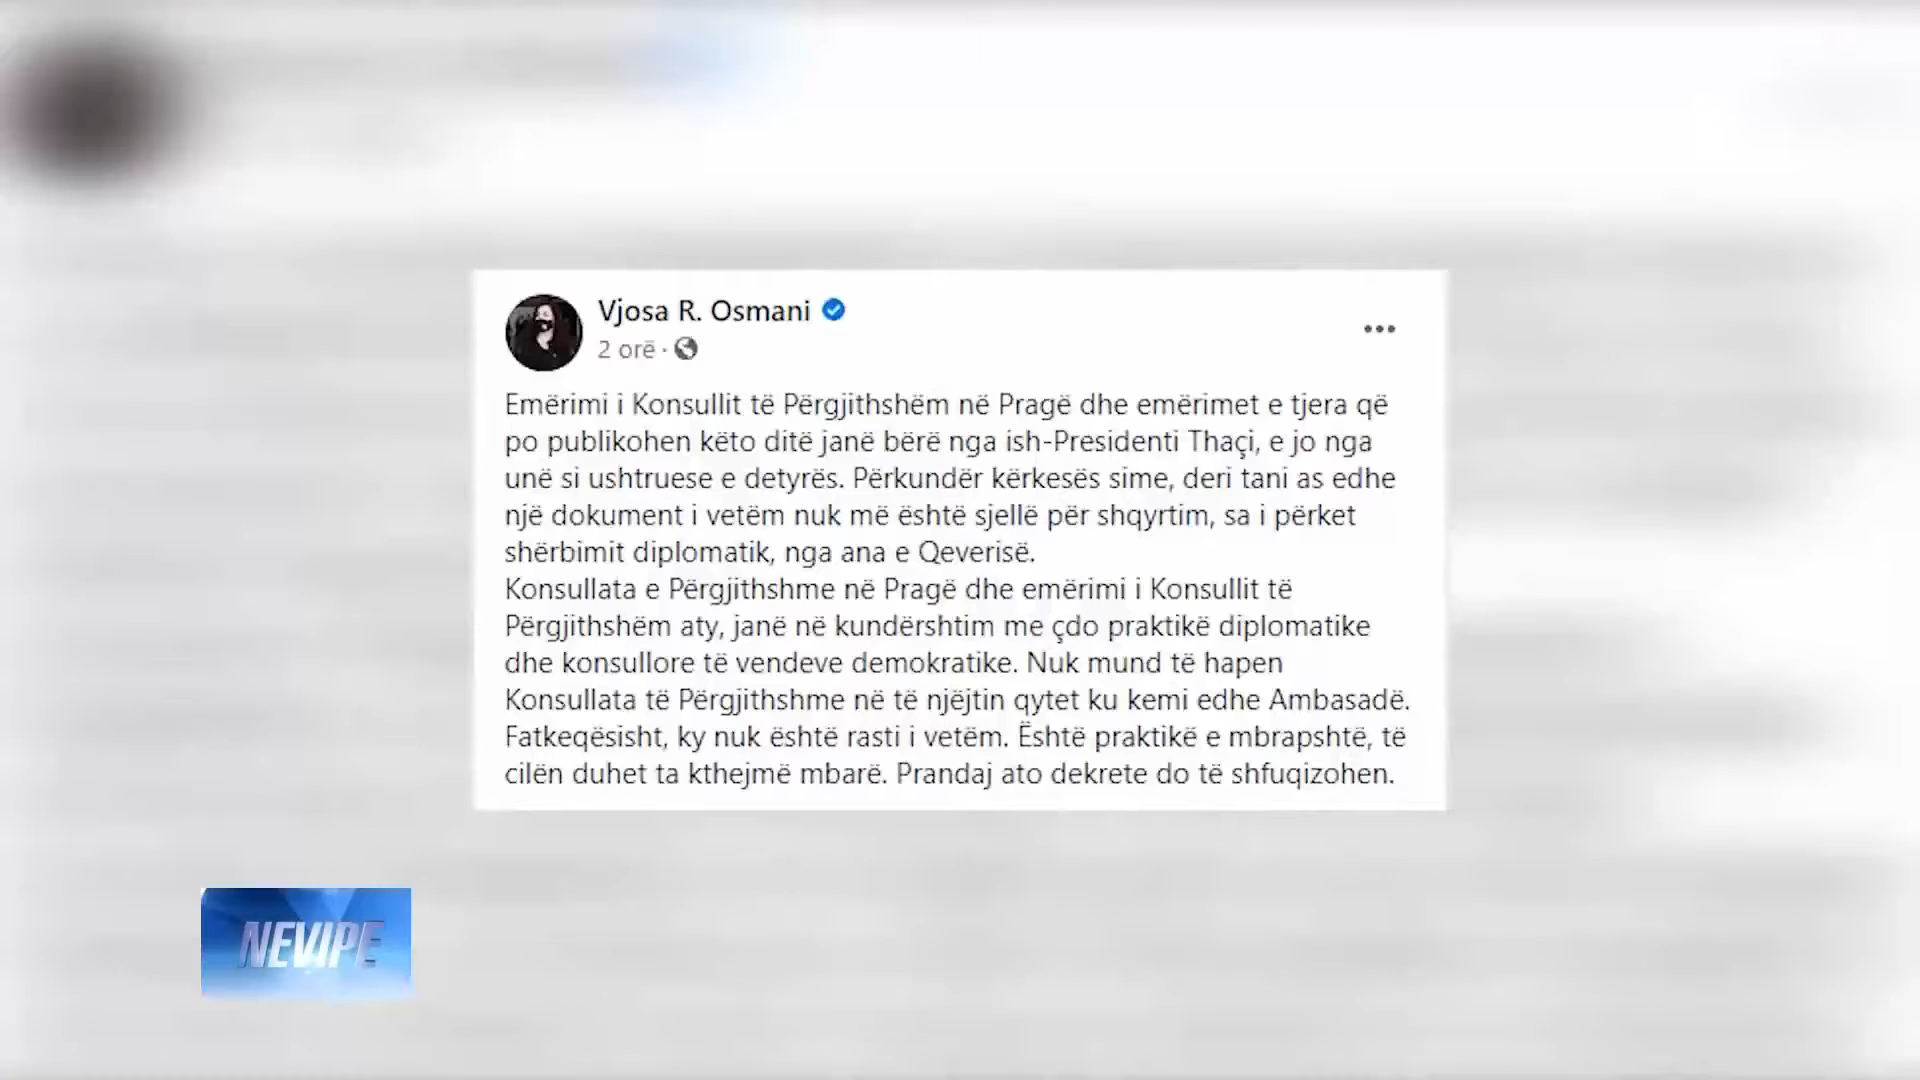 Vjosa R. Osmani
2 orë ·
Emërimi i Konsullit të Përgjithshëm në Pragë dhe emërimet e tjera që
po publikohen këto ditë janë bërë nga ish-Presidenti Thaçi, e jo nga
unë si ushtruese e detyrës. Përkundër kërkesës sime, deri tani as edhe
një dokument i vetëm nuk më është sjellë për shqyrtim, sa i përket
shërbimit diplomatik, nga ana e Qeverisë.
Konsullata e Përgjithshme në Pragë dhe emërimi i Konsullit të
Përgjithshëm aty, janë në kundërshtim me çdo praktikë diplomatike
dhe konsullore të vendeve demokratike. Nuk mund të hapen
Konsullata të Përgjithshme në të njëjtin qytet ku kemi edhe Ambasadë.
Fatkeqësisht, ky nuk është rasti i vetëm. Është praktikë e mbrapshtë, të
cilën duhet ta kthejmë mbarë. Prandaj ato dekrete do të shfuqizohen.
NEVIPE